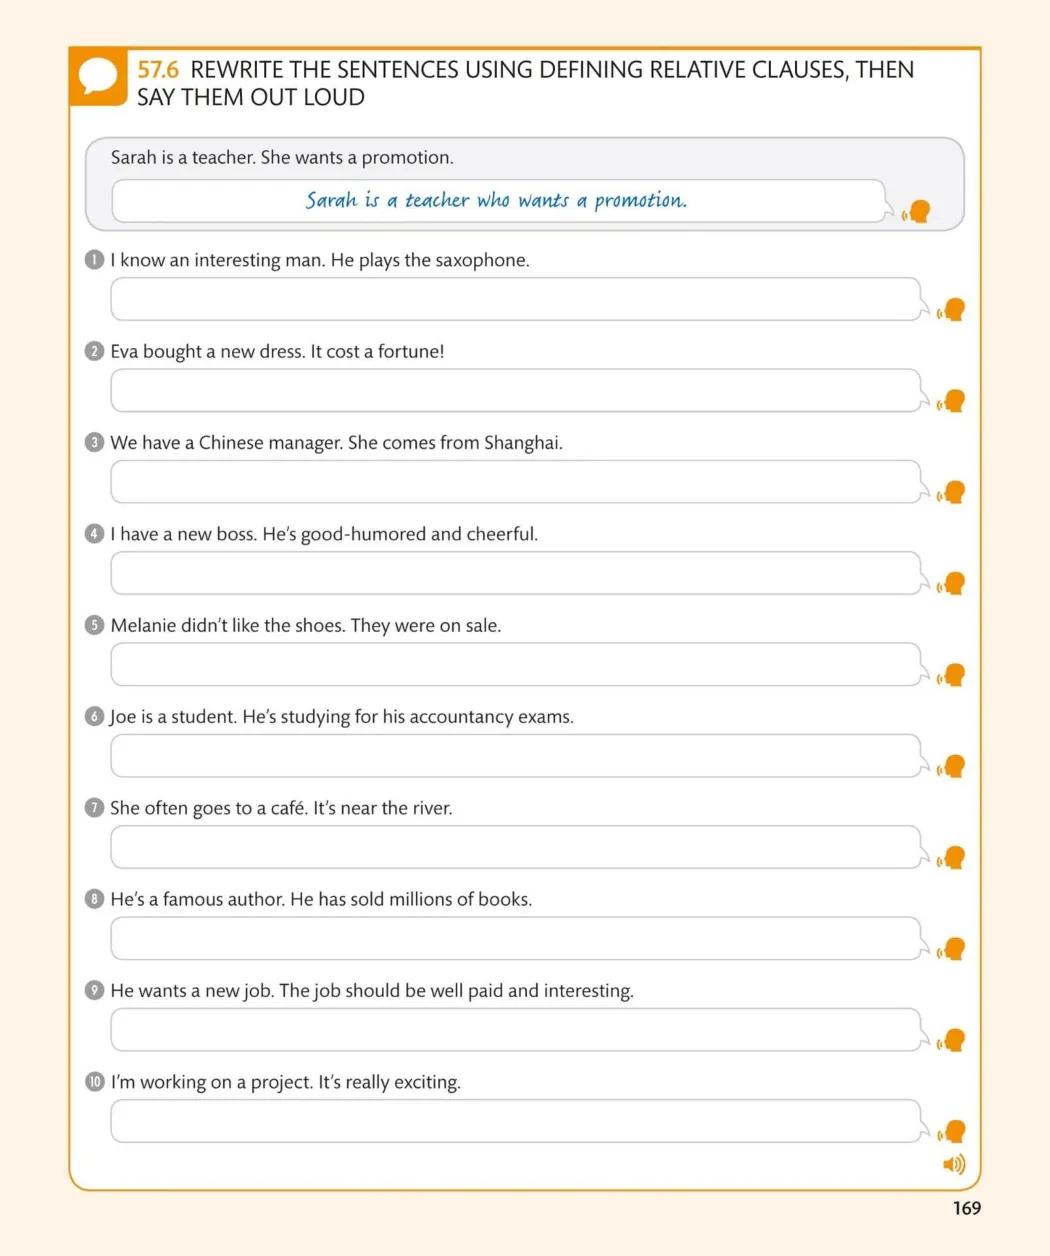 57.6 REWRITE THE SENTENCES USING DEFINING RELATIVE CLAUSES, THEN
SAY THEM OUT LOUD
Sarah is a teacher. She wants a promotion.
Sarah is a teacher who wants a promotion.
1 I know an interesting man. He plays the saxophone.
2 Eva bought a new dress. It cost a fortune!
3 We have a Chinese manager. She comes from Shanghai.
4 I have a new boss. He's good-humored and cheerful.
5 Melanie didn't like the shoes. They were on sale.
6 Joe is a student. He's studying for his accountancy exams.
7 She often goes to a café. It's near the river.
8 He's a famous author. He has sold millions of books.
9 He wants a new job. The job should be well paid and interesting.
10 I'm working on a project. It's really exciting.
169